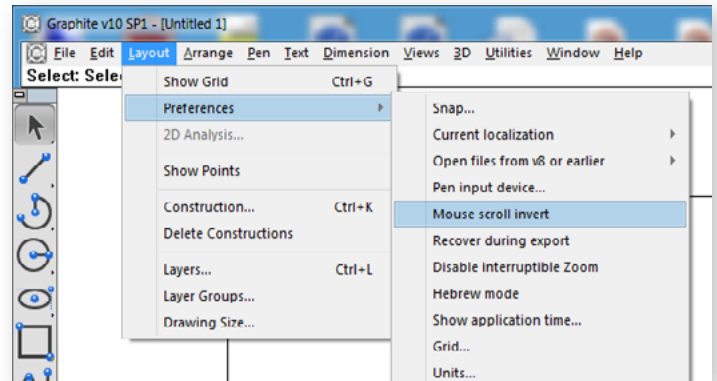 Graphite v10 SP1 - [Untitled 1]
File Edit Layout Arrange Pen Text Dimension Views 3D Utilities Window Help
Select: Sele
Show Grid Ctrl+G
Preferences
2D Analysis...
Show Points
Construction... Ctrl+K
Delete Constructions
Layers... Ctrl+L
Layer Groups...
Drawing Size...
Snap...
Current localization
Open files from v8 or earlier
Pen input device...
Mouse scroll invert
Recover during export
Disable Interruptible Zoom
Hebrew mode
Show application time...
Grid...
Units...